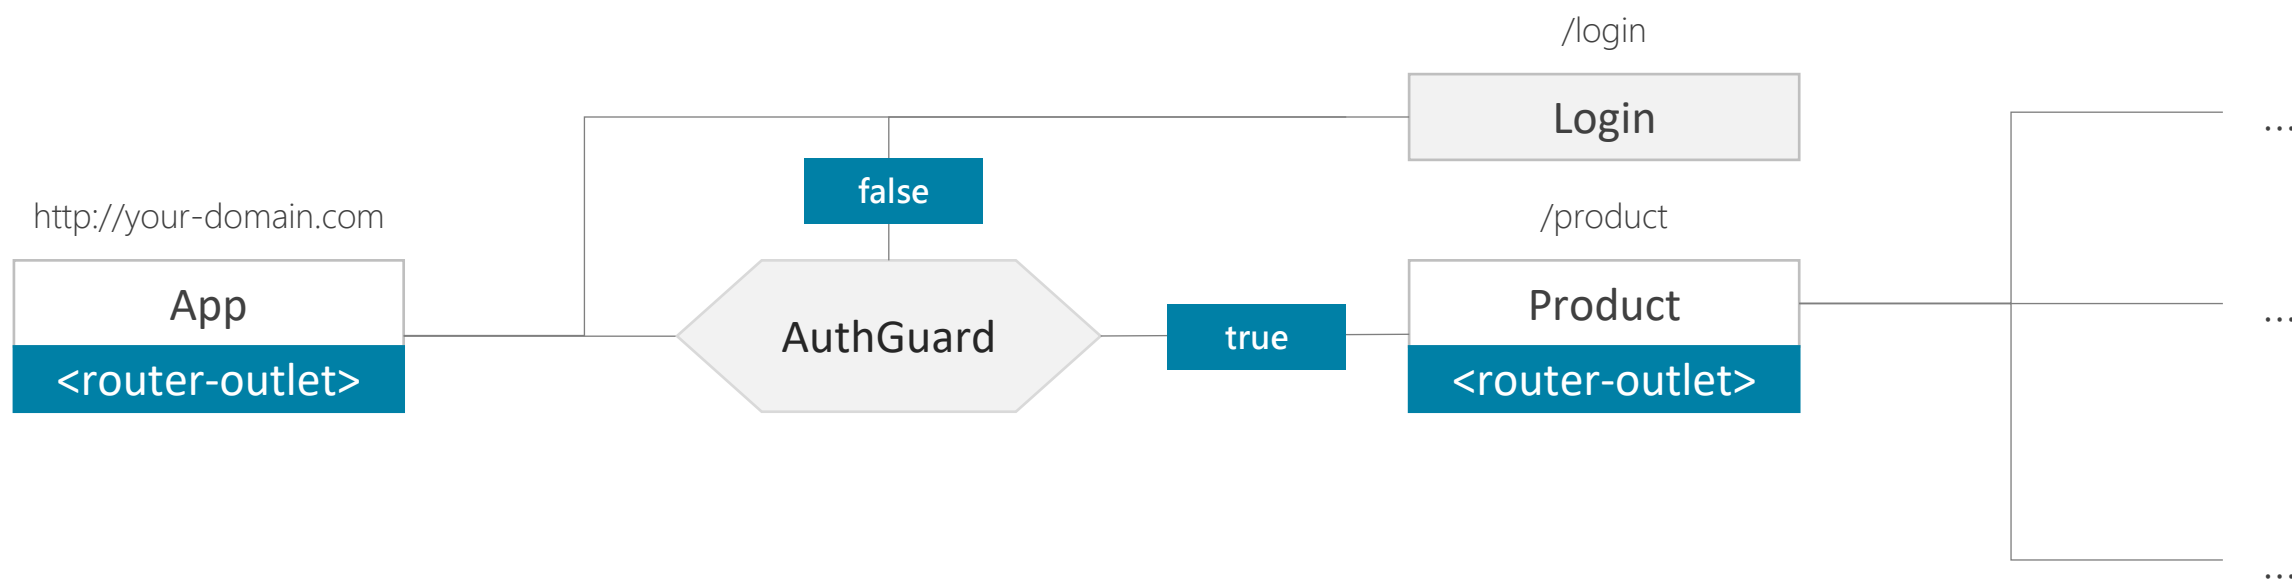 /login
Login
...
false
http://your-domain.com
/product
App
AuthGuard
true
Product
...
<router-outlet>
<router-outlet>
...